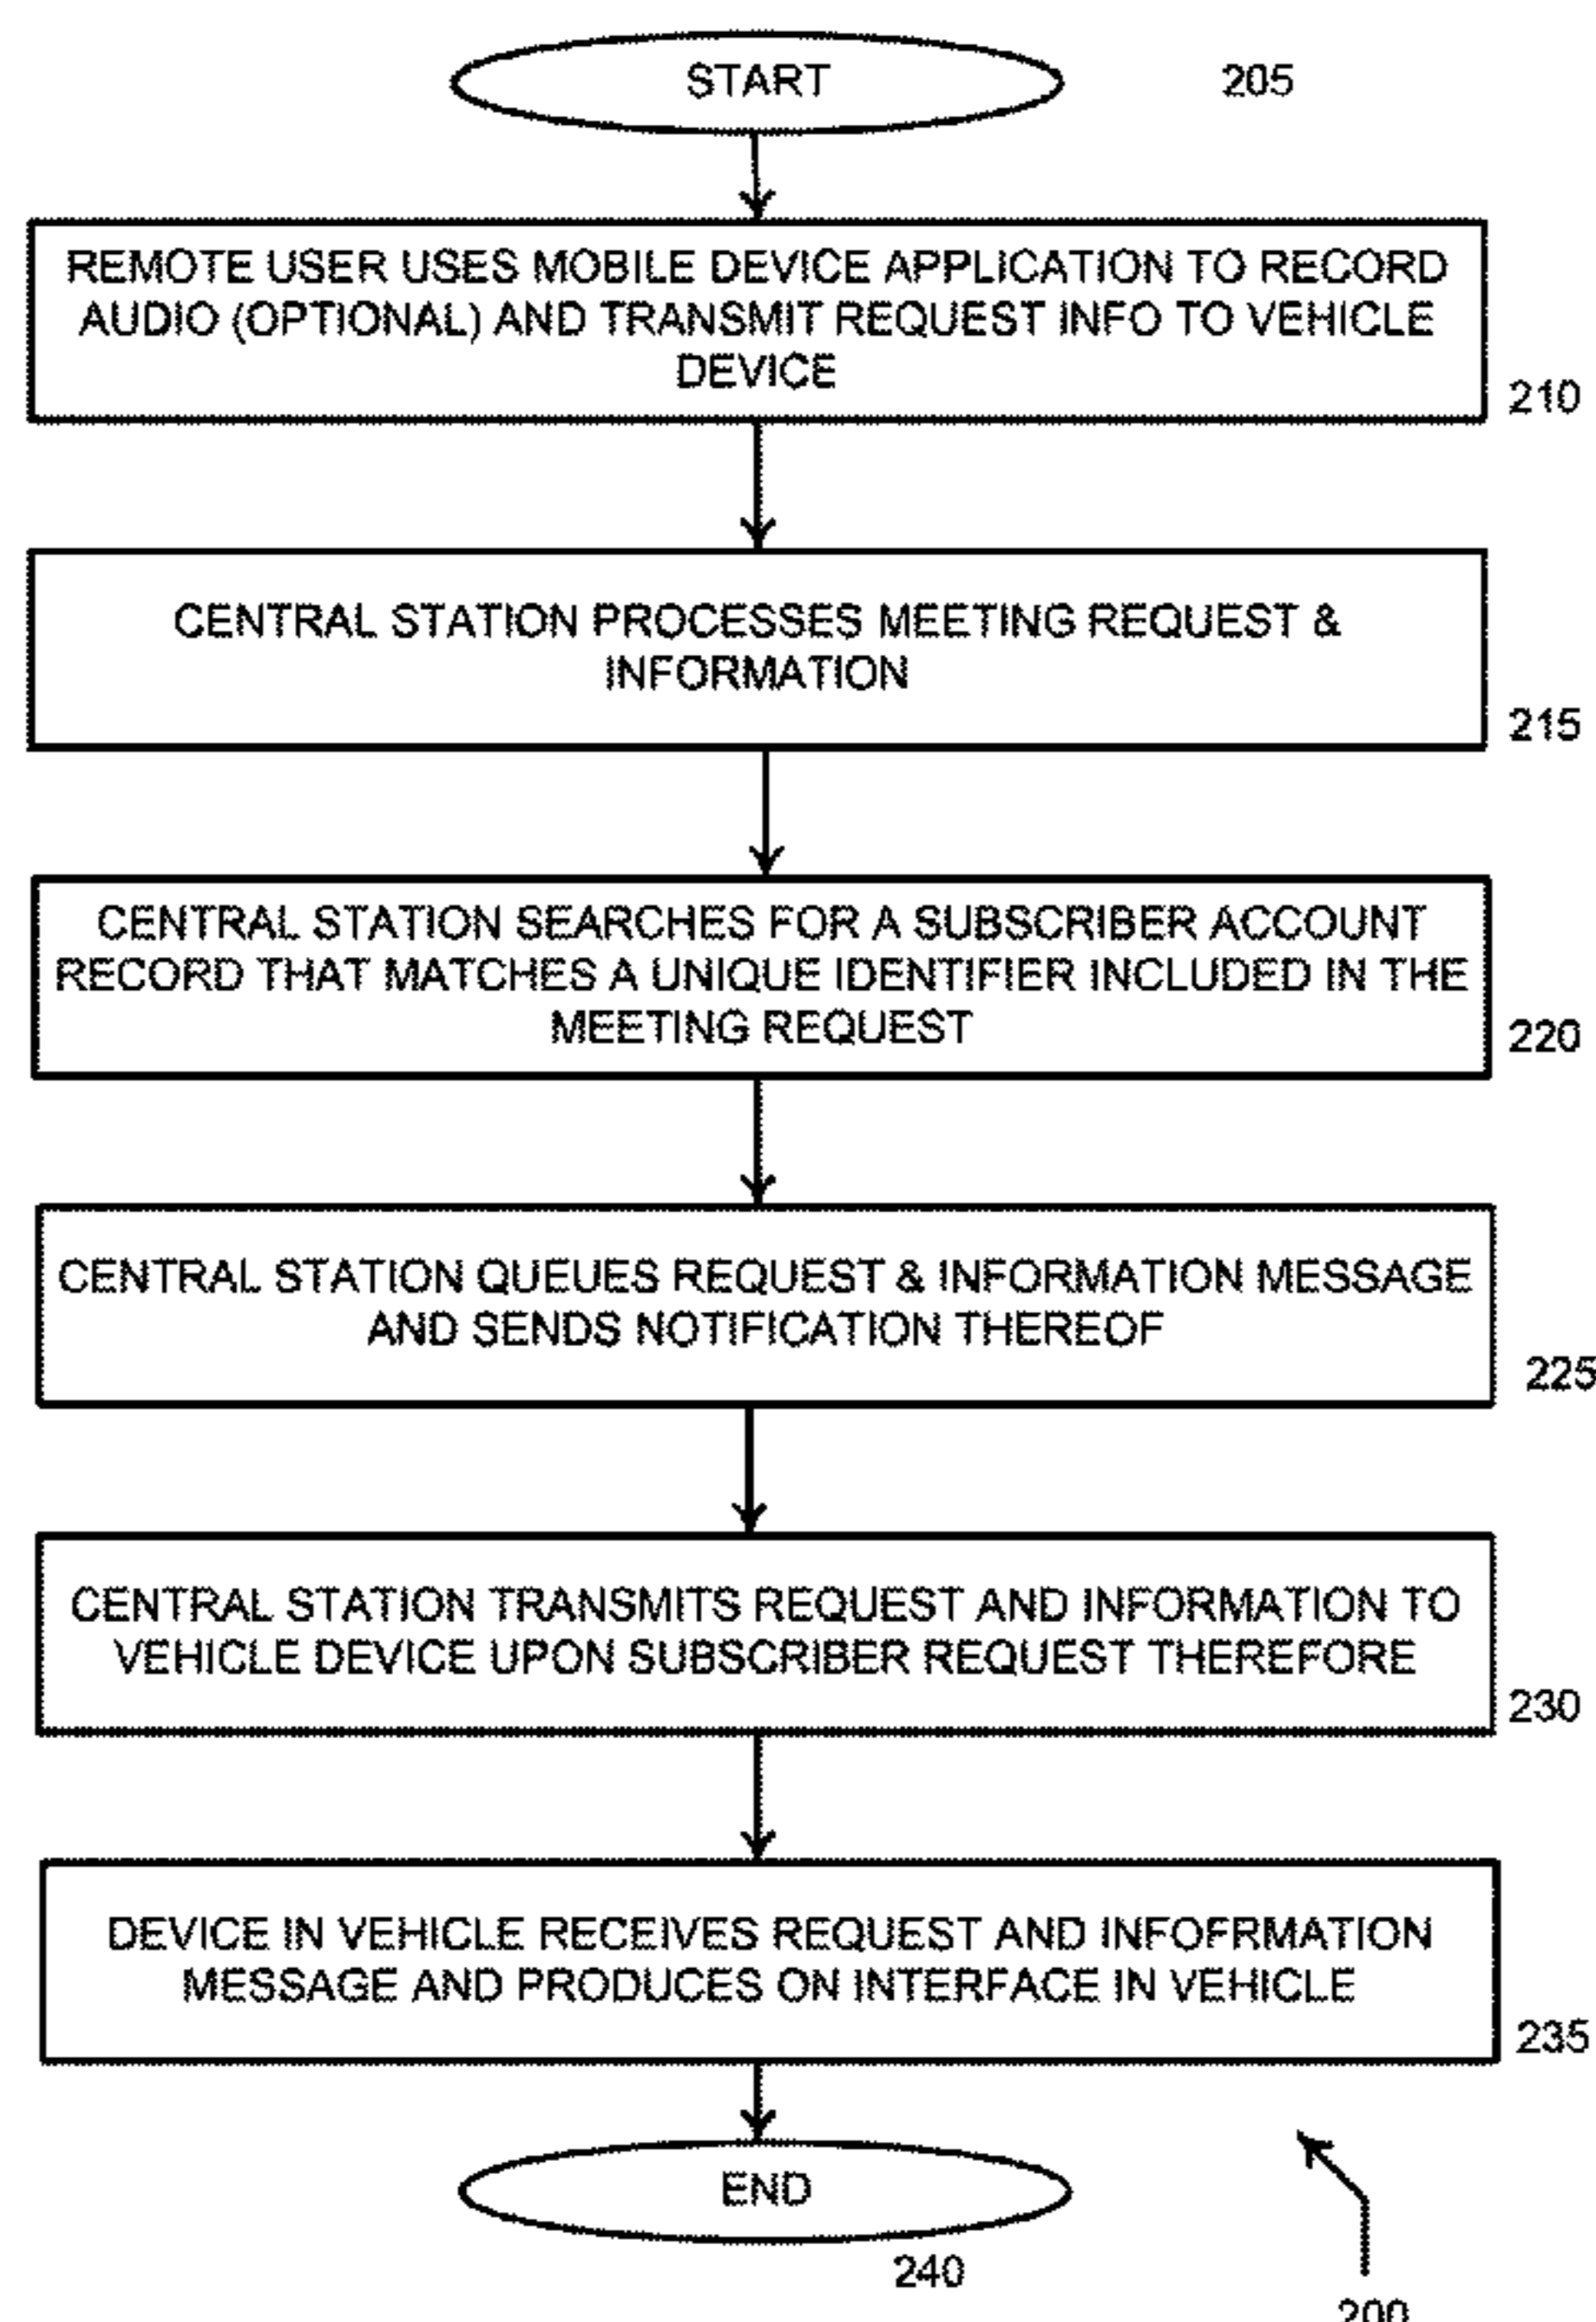 START
205
REMOTE USER USES MOBILE DEVICE APPLICATION TO RECORD
AUDIO (OPTIONAL) AND TRANSMIT REQUEST INFO TO VEHICLE
DEVICE
210
CENTRAL STATION PROCESSES MEETING REQUEST &
INFORMATION
215
CENTRAL STATION SEARCHES FOR A SUBSCRIBER ACCOUNT
RECORD THAT MATCHES A UNIQUE IDENTIFIER INCLUDED IN THE
MEETING REQUEST
220
CENTRAL STATION QUEUES REQUEST & INFORMATION MESSAGE
AND SENDS NOTIFICATION THEREOF
225
CENTRAL STATION TRANSMITS REQUEST AND INFORMATION TO
VEHICLE DEVICE UPON SUBSCRIBER REQUEST THEREFORE
230
DEVICE IN VEHICLE RECEIVES REQUEST AND INFOFRMATION
MESSAGE AND PRODUCES ON INTERFACE IN VEHICLE
235
END
240
200